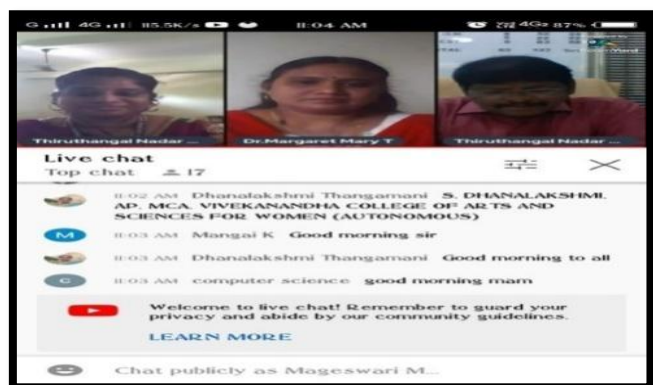 4G 115.5K/s 11:04 AM 4G 87%
Thiruthangal Nadar ... Dr.Margaret Mary T Thiruthangal Nadar ...
Live chat
Top chat 17
11:02 AM Dhanalakshmi Thangamani S. DHANALAKSHMI.
AP. MCA. VIVEKANANDHA COLLEGE OF ARTS AND
SCIENCES FOR WOMEN (AUTONOMOUS)
M 11:03 AM Mangai K Good morning sir
11:03 AM Dhanalakshmi Thangamani Good morning to all
C 11:03 AM computer science good morning mam
Welcome to live chat! Remember to guard your
privacy and abide by our community guidelines.
LEARN MORE
Chat publicly as Mageswari M...